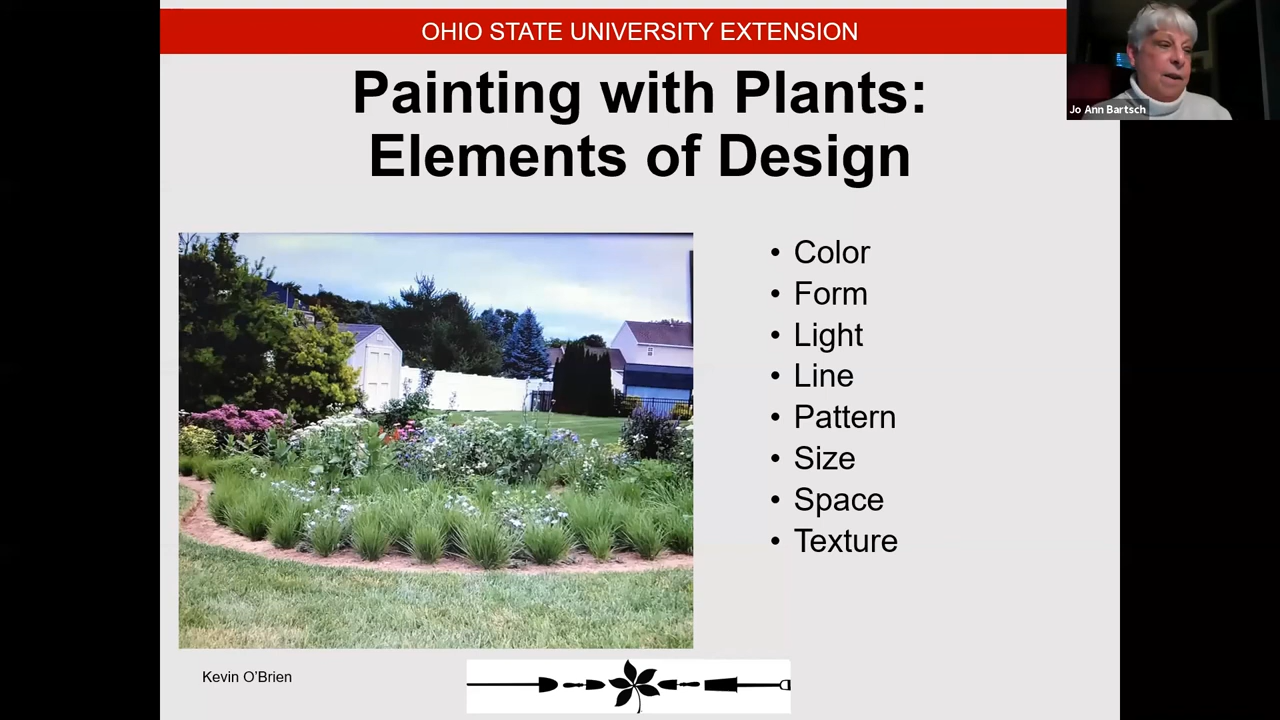 OHIO STATE UNIVERSITY EXTENSION
Jo Ann Bartsch
Painting with Plants:
Elements of Design
• Color
• Form
• Light
• Line
• Pattern
• Size
• Space
• Texture
Kevin O'Brien